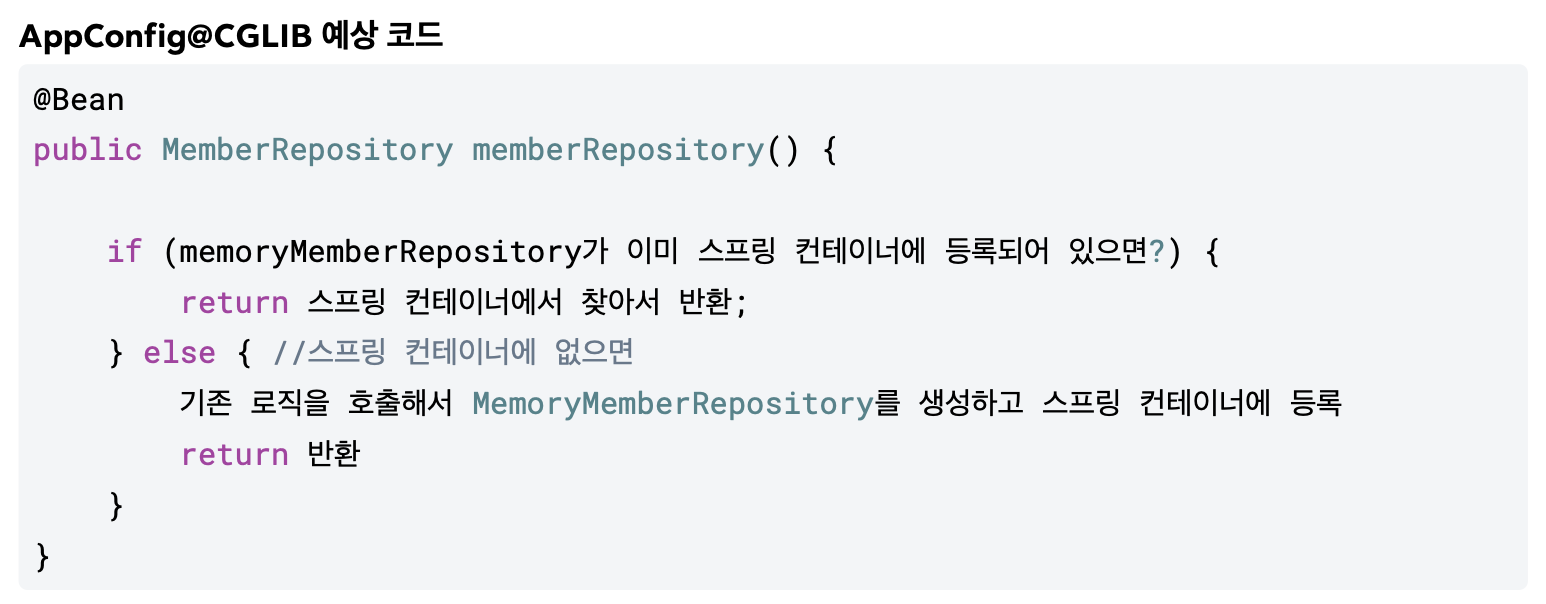 AppConfig@CGLIB 예상 코드
@Bean
public MemberRepository memberRepository() {
if (memoryMemberRepository가 이미 스프링 컨테이너에 등록되어 있으면?) {
return 스프링 컨테이너에서 찾아서 반환;
} else { //스프링 컨테이너에 없으면
기존 로직을 호출해서 MemoryMemberRepository를 생성하고 스프링 컨테이너에 등록
return 반환
}
}